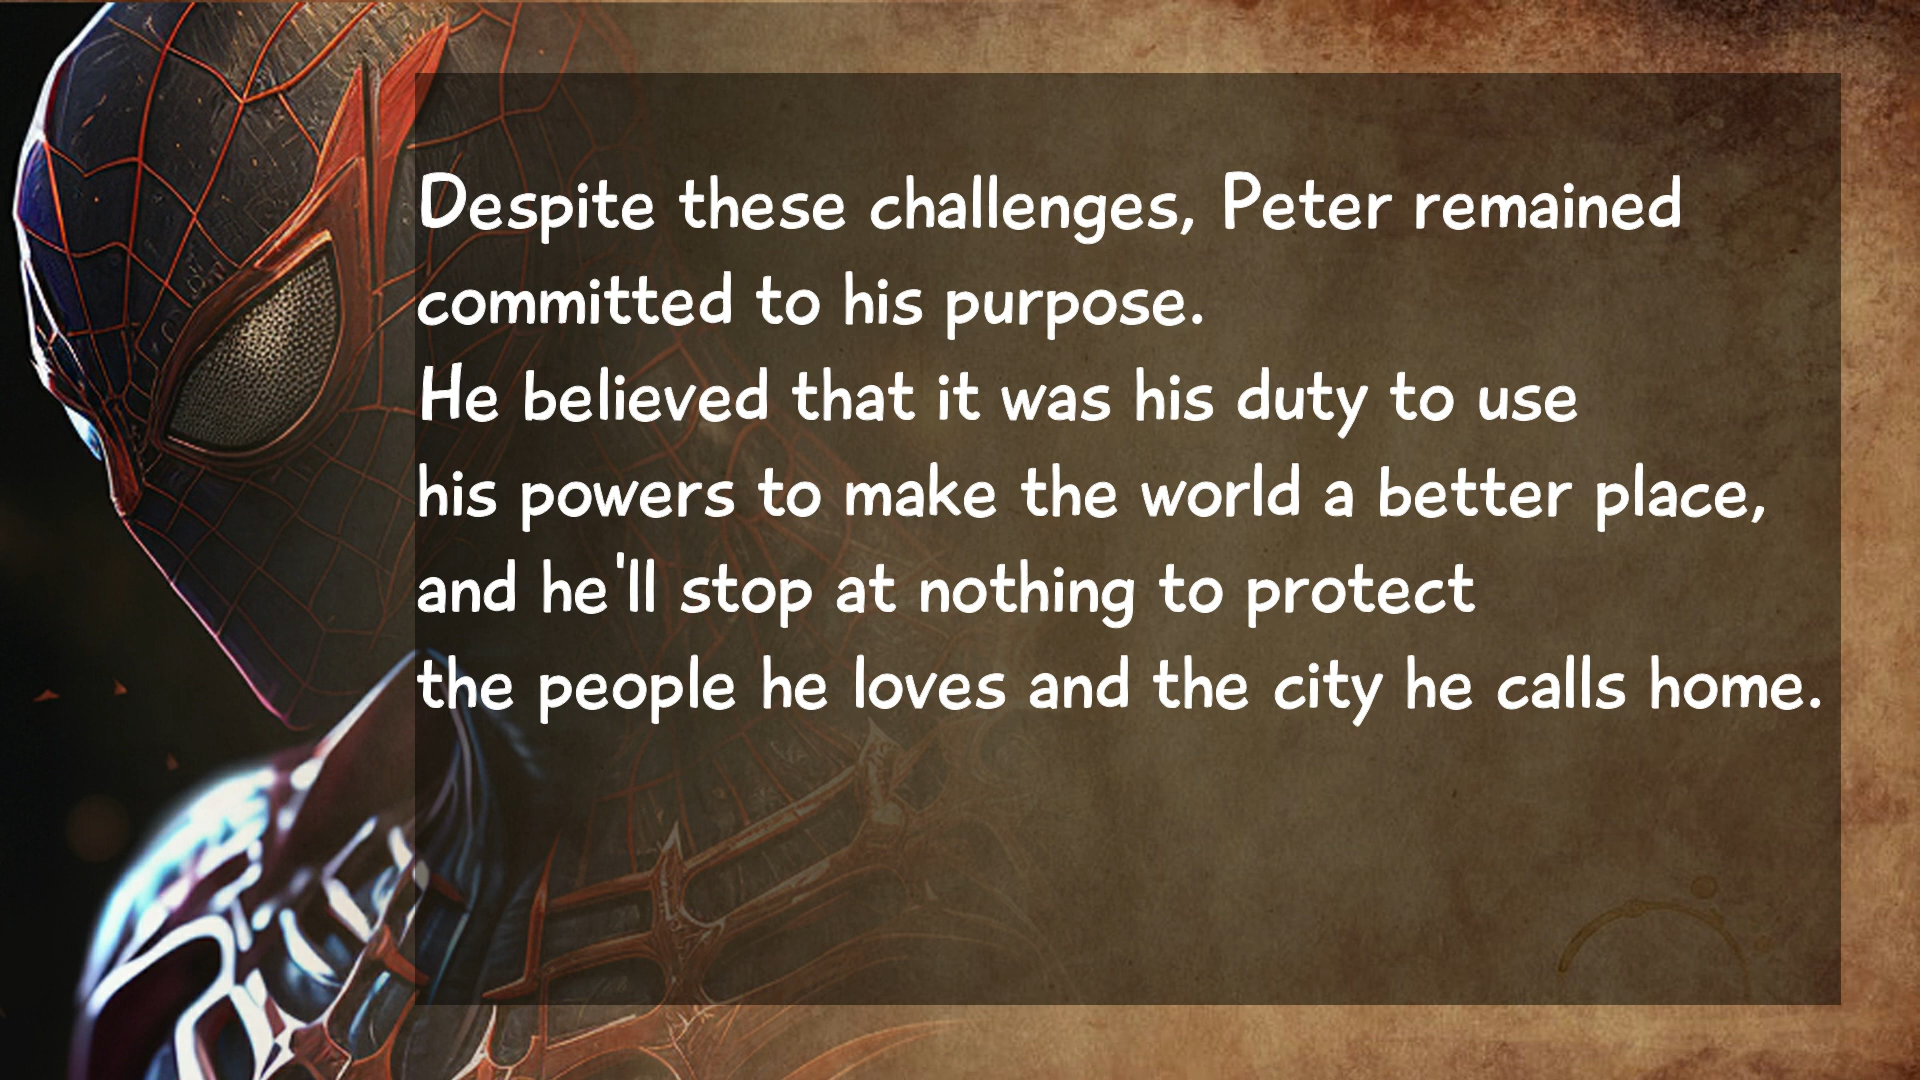 Despite these challenges, Peter remained
committed to his purpose.
He believed that it was his duty to use
his powers to make the world a better place,
and he'll stop at nothing to protect
the people he loves and the city he calls home.